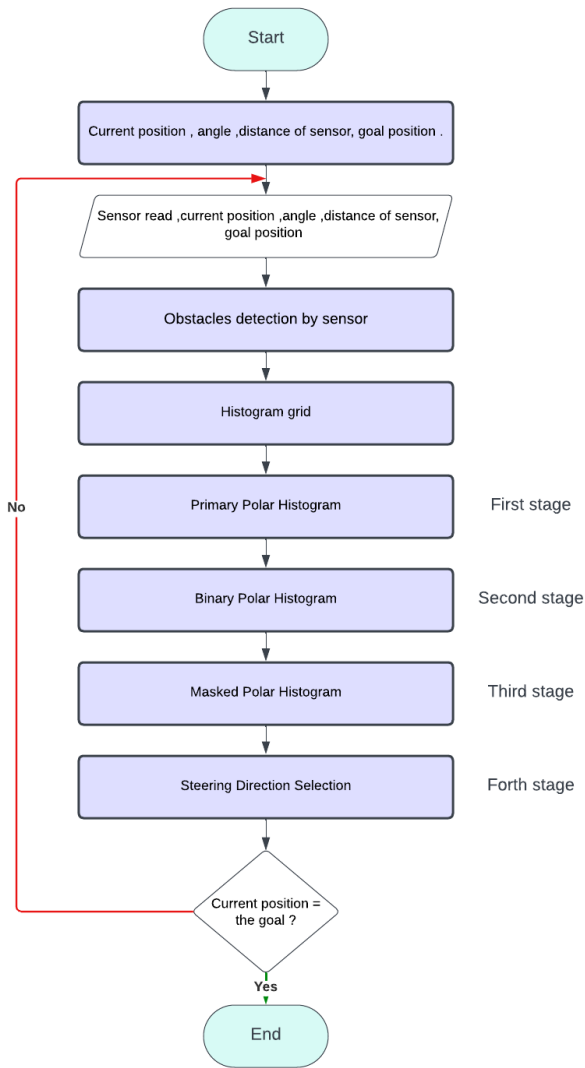 Start
Current position , angle ,distance of sensor, goal position .
Sensor read ,current position ,angle ,distance of sensor,
goal position
Obstacles detection by sensor
Histogram grid
Primary Polar Histogram
First stage
No
Binary Polar Histogram
Second stage
Masked Polar Histogram
Third stage
Steering Direction Selection
Forth stage
Current position =
the goal ?
Yes
End